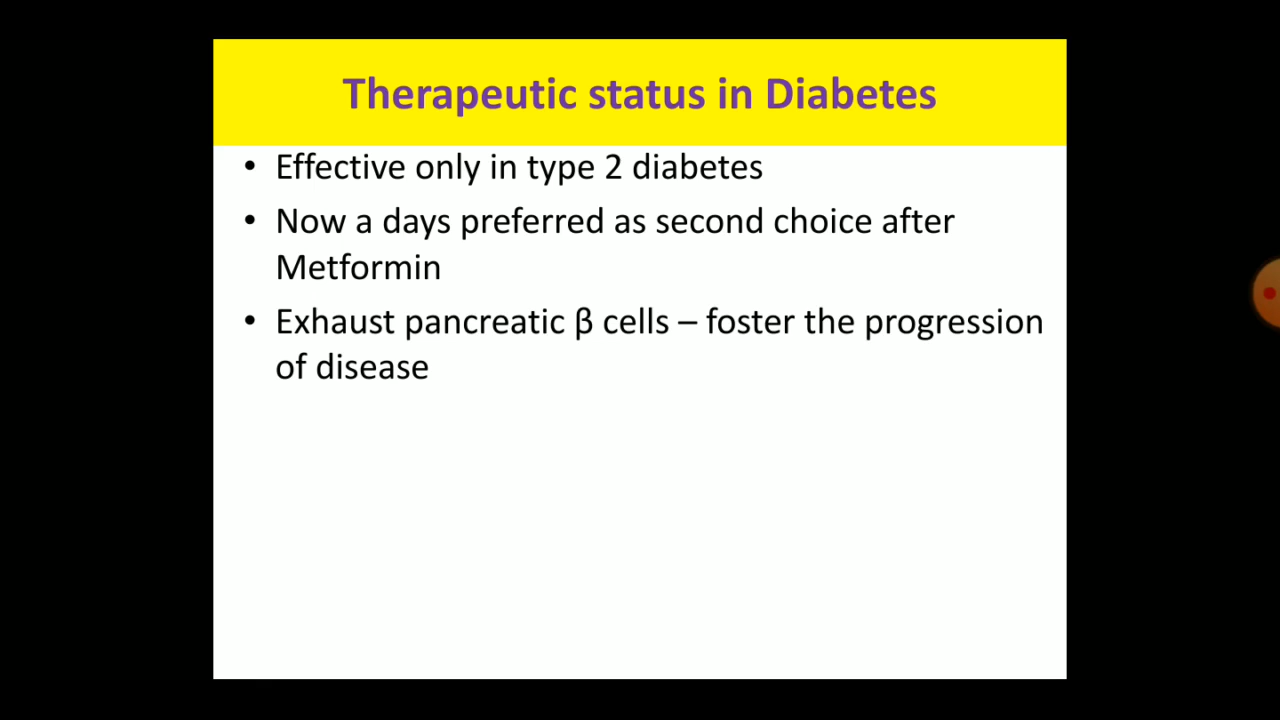 Therapeutic status in Diabetes
• Effective only in type 2 diabetes
• Now a days preferred as second choice after
Metformin
• Exhaust pancreatic β cells – foster the progression
of disease